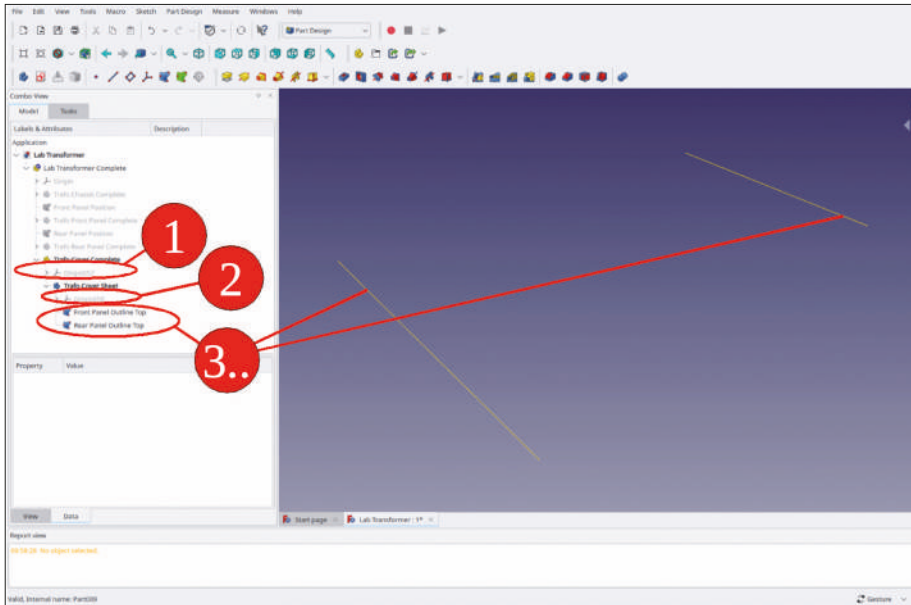 File Edit View Tools Macro Sketch Part Design Measure Windows Help
Part Design
Combo View
Model Tools
Labels & Attributes Description
Application
Lab Transformer
Lab Transformer Complete
Origin
Trafo Chassis Complete
Front Panel Position
Trafo Front Panel Complete
Rear Panel Position
Trafo Rear Panel Complete
Trafo Cover Complete
1
Trafo Cover Sheet
2
Front Panel Outline Top
Rear Panel Outline Top
3..
Property Value
View Data
Start page Lab Transformer : 1*
Report view
No object selected.
Valid, Internal name: Part009
Gesture